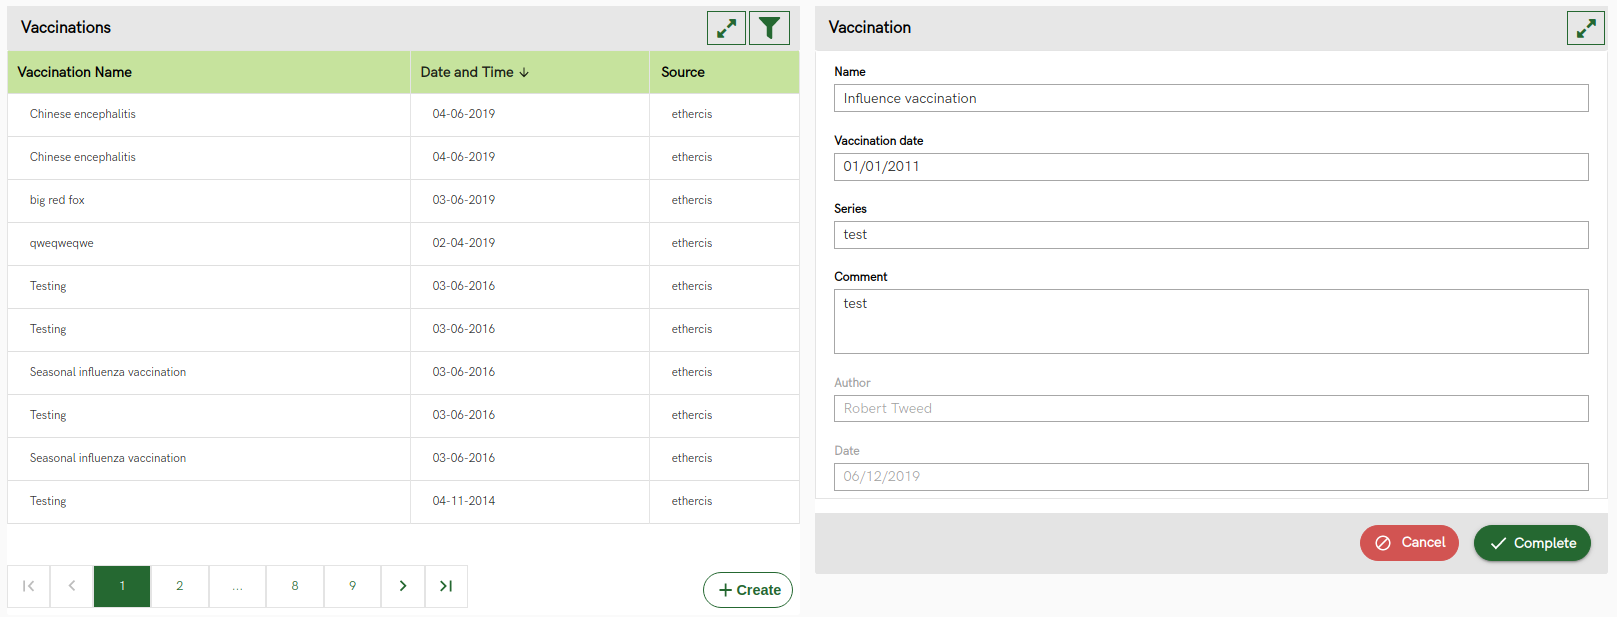 Vaccinations
Vaccination Name Date and Time ↓ Source
Chinese encephalitis 04-06-2019 ethercis
Chinese encephalitis 04-06-2019 ethercis
big red fox 03-06-2019 ethercis
qweqweqwe 02-04-2019 ethercis
Testing 03-06-2016 ethercis
Testing 03-06-2016 ethercis
Seasonal influenza vaccination 03-06-2016 ethercis
Testing 03-06-2016 ethercis
Seasonal influenza vaccination 03-06-2016 ethercis
Testing 04-11-2014 ethercis
1 2 ... 8 9
+ Create
Vaccination
Name
Influence vaccination
Vaccination date
01/01/2011
Series
test
Comment
test
Author
Robert Tweed
Date
06/12/2019
Cancel Complete